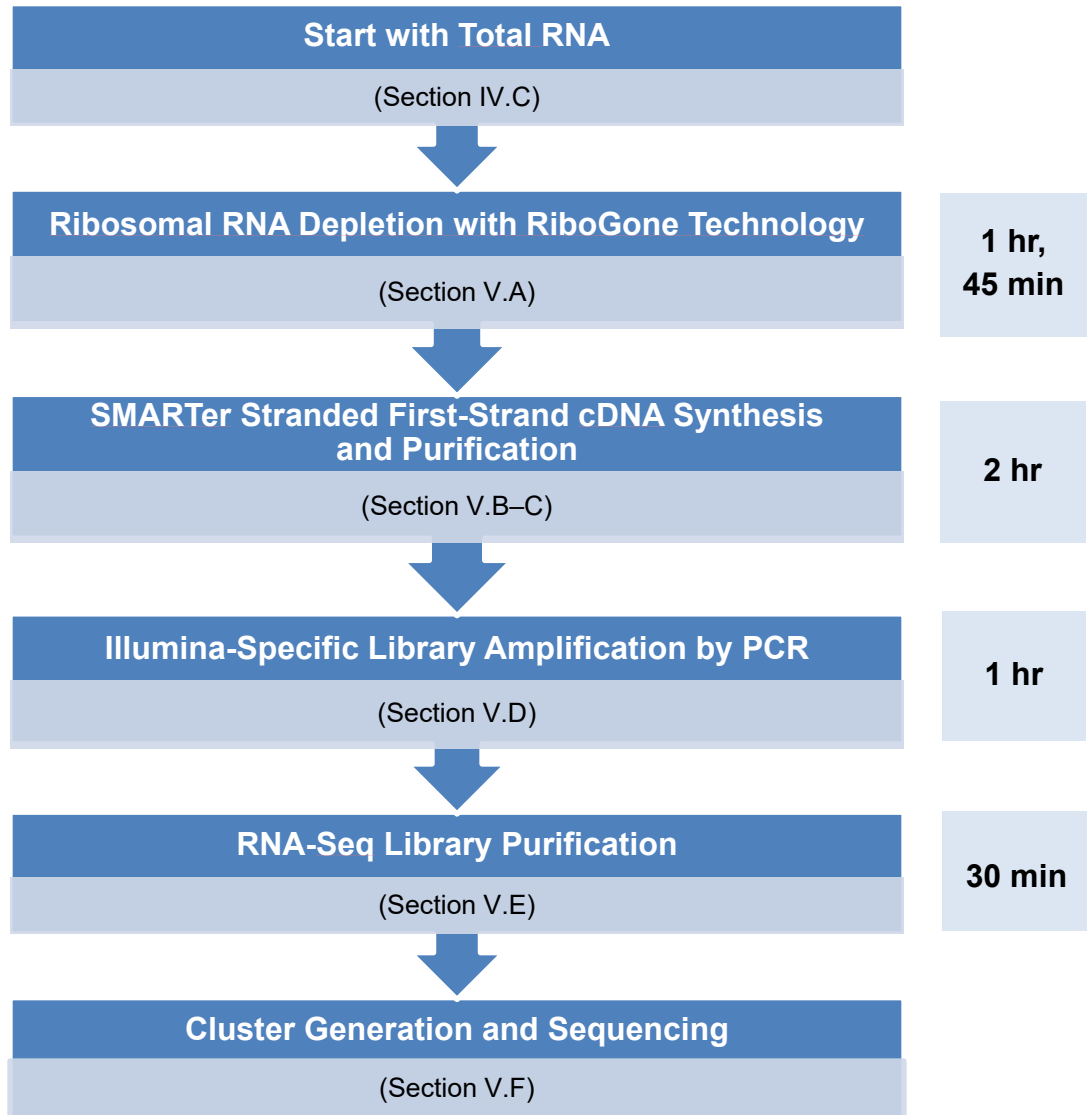 Start with Total RNA
(Section IV.C)
Ribosomal RNA Depletion with RiboGone Technology
(Section V.A)
1 hr,
45 min
SMARTer Stranded First-Strand cDNA Synthesis
and Purification
(Section V.B–C)
2 hr
Illumina-Specific Library Amplification by PCR
(Section V.D)
1 hr
RNA-Seq Library Purification
(Section V.E)
30 min
Cluster Generation and Sequencing
(Section V.F)